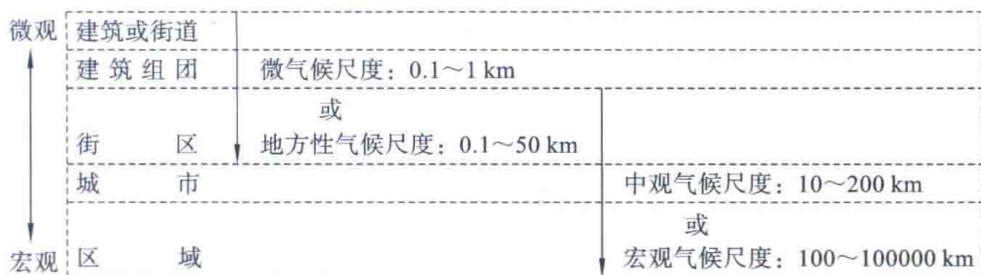 微观 建筑或街道
建筑组团 微气候尺度：0.1～1 km
或
街区 地方性气候尺度：0.1～50 km
城市 中观气候尺度：10～200 km
或
宏观 区域 宏观气候尺度：100～100000 km